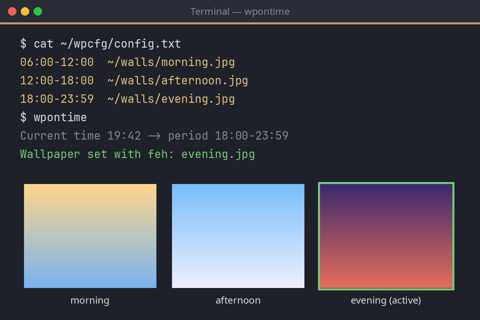 Terminal — wpontime
$ cat ~/wpcfg/config.txt
06:00-12:00  ~/walls/morning.jpg
12:00-18:00  ~/walls/afternoon.jpg
18:00-23:59  ~/walls/evening.jpg
$ wpontime
Current time 19:42 -> period 18:00-23:59
Wallpaper set with feh: evening.jpg
morning
afternoon
evening (active)